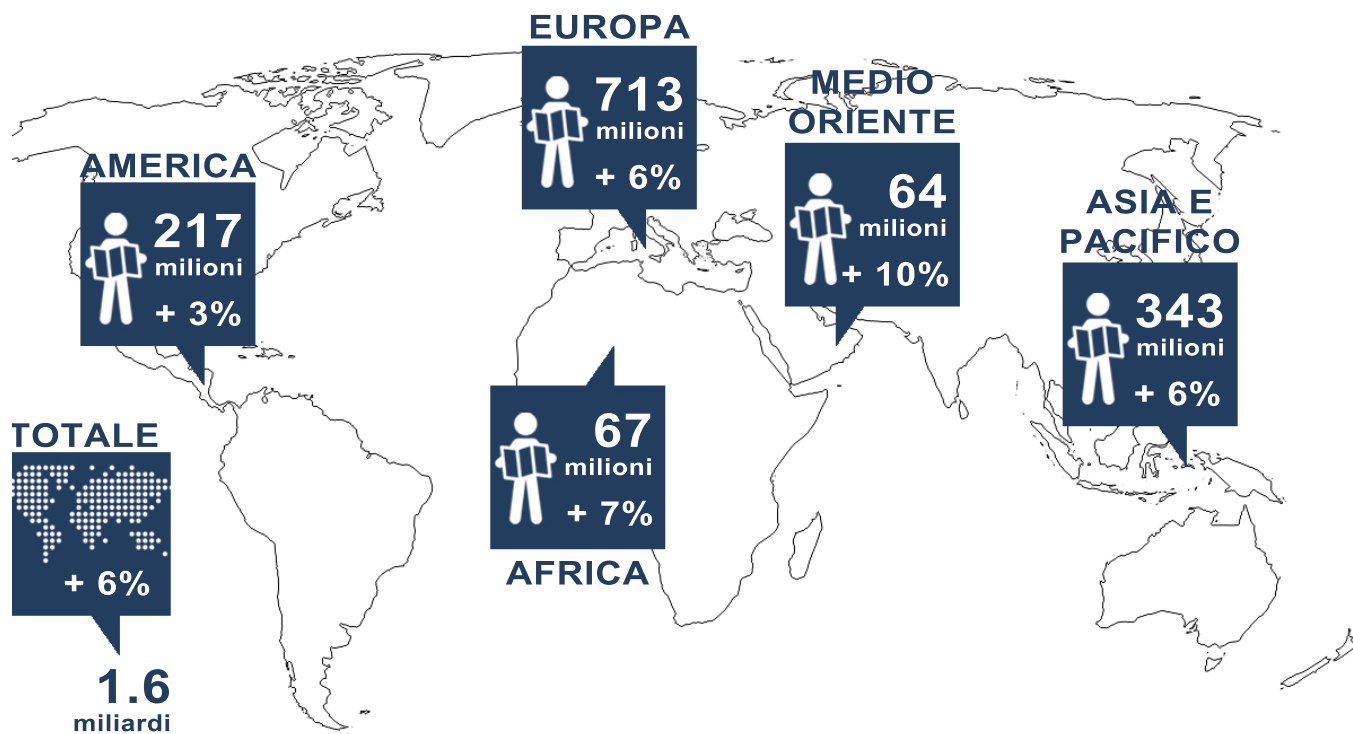 EUROPA
713
milioni
+ 6%
MEDIO
ORIENTE
64
milioni
+ 10%
AMERICA
217
milioni
+ 3%
ASIA E
PACIFICO
343
milioni
+ 6%
67
milioni
+ 7%
AFRICA
TOTALE
+ 6%
1.6
miliardi